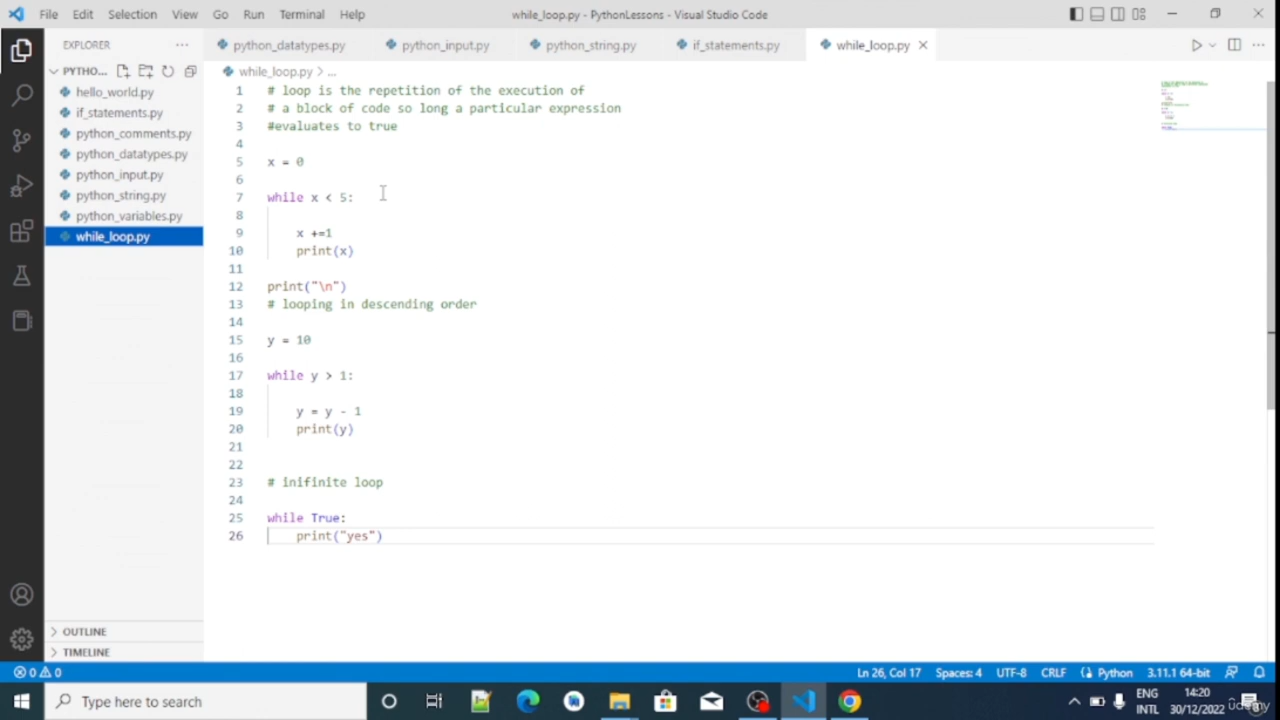 File Edit Selection View Go Run Terminal Help while_loop.py - PythonLessons - Visual Studio Code
EXPLORER
python_datatypes.py python_input.py python_string.py if_statements.py while_loop.py
PYTHO...
while_loop.py > ...
hello_world.py
if_statements.py
python_comments.py
python_datatypes.py
python_input.py
python_string.py
python_variables.py
while_loop.py
1 # loop is the repetition of the execution of
2 # a block of code so long a particular expression
3 #evaluates to true
4
5 x = 0
6
7 while x < 5:
8
9 x +=1
10 print(x)
11
12 print("\n")
13 # looping in descending order
14
15 y = 10
16
17 while y > 1:
18
19 y = y - 1
20 print(y)
21
22
23 # inifinite loop
24
25 while True:
26 print("yes")
OUTLINE
TIMELINE
0 0 Ln 26, Col 17 Spaces: 4 UTF-8 CRLF Python 3.11.1 64-bit
Type here to search
ENG
INTL
14:20
30/12/2022
udemy